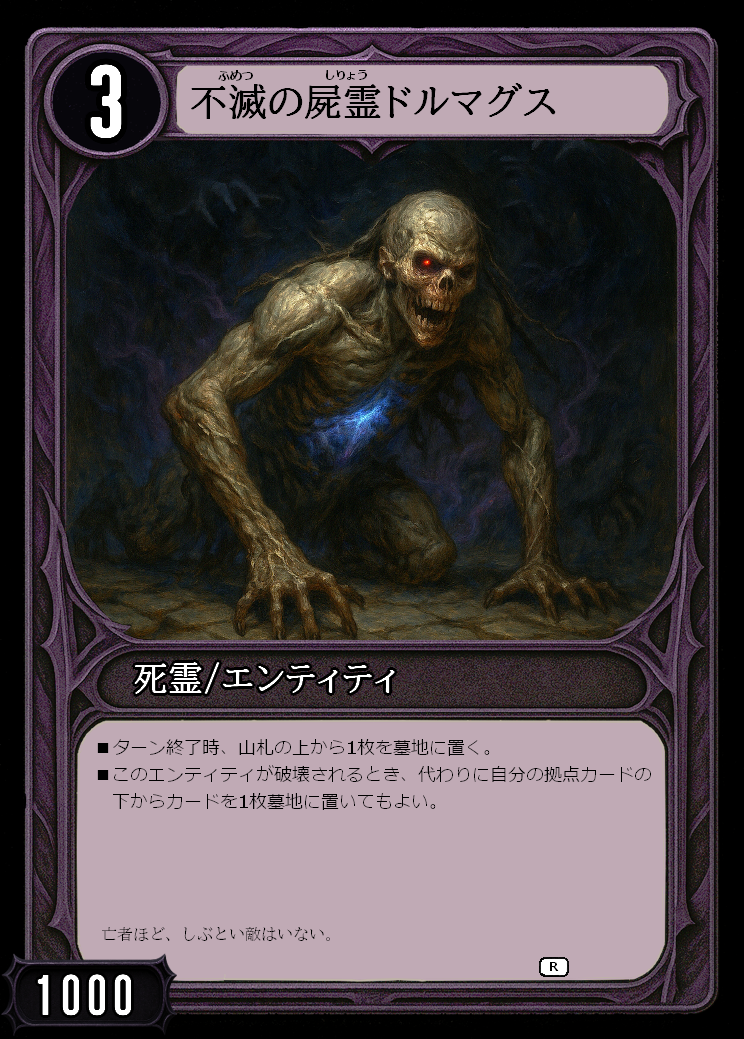 3
ふめつ しりょう
不滅の屍霊ドルマグス
死霊/エンティティ
■ターン終了時、山札の上から1枚を墓地に置く。
■このエンティティが破壊されるとき、代わりに自分の拠点カードの
下からカードを1枚墓地に置いてもよい。
亡者ほど、しぶとい敵はいない。
R
1000